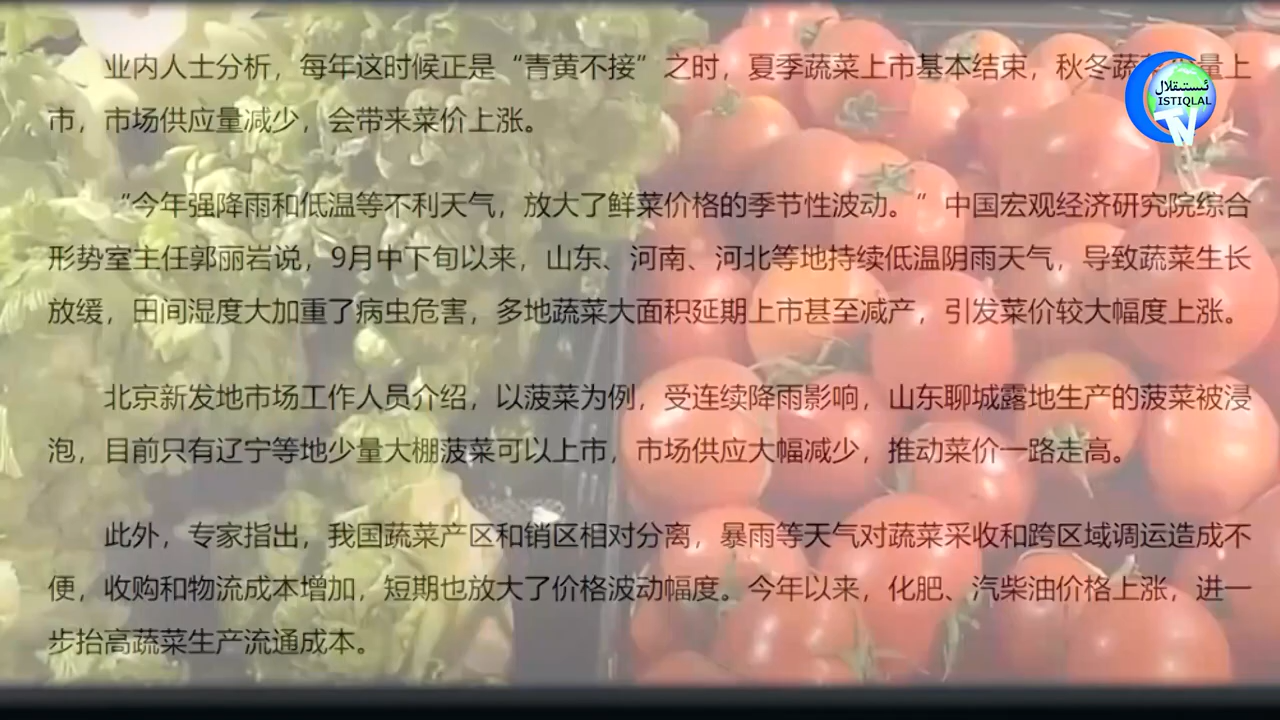 业内人士分析，每年这时候正是“青黄不接”之时，夏季蔬菜上市基本结束，秋冬蔬 量上
市，市场供应量减少，会带来菜价上涨。
“今年强降雨和低温等不利天气，放大了鲜菜价格的季节性波动。”中国宏观经济研究院综合
形势室主任郭丽岩说，9月中下旬以来，山东、河南、河北等地持续低温阴雨天气，导致蔬菜生长
放缓，田间湿度大加重了病虫危害，多地蔬菜大面积延期上市甚至减产，引发菜价较大幅度上涨。
北京新发地市场工作人员介绍，以菠菜为例，受连续降雨影响，山东聊城露地生产的菠菜被浸
泡，目前只有辽宁等地少量大棚菠菜可以上市，市场供应大幅减少，推动菜价一路走高。
此外，专家指出，我国蔬菜产区和销区相对分离，暴雨等天气对蔬菜采收和跨区域调运造成不
便，收购和物流成本增加，短期也放大了价格波动幅度。今年以来，化肥、汽柴油价格上涨，进一
步抬高蔬菜生产流通成本。
ئىستىقلال
ISTIQLAL
TV